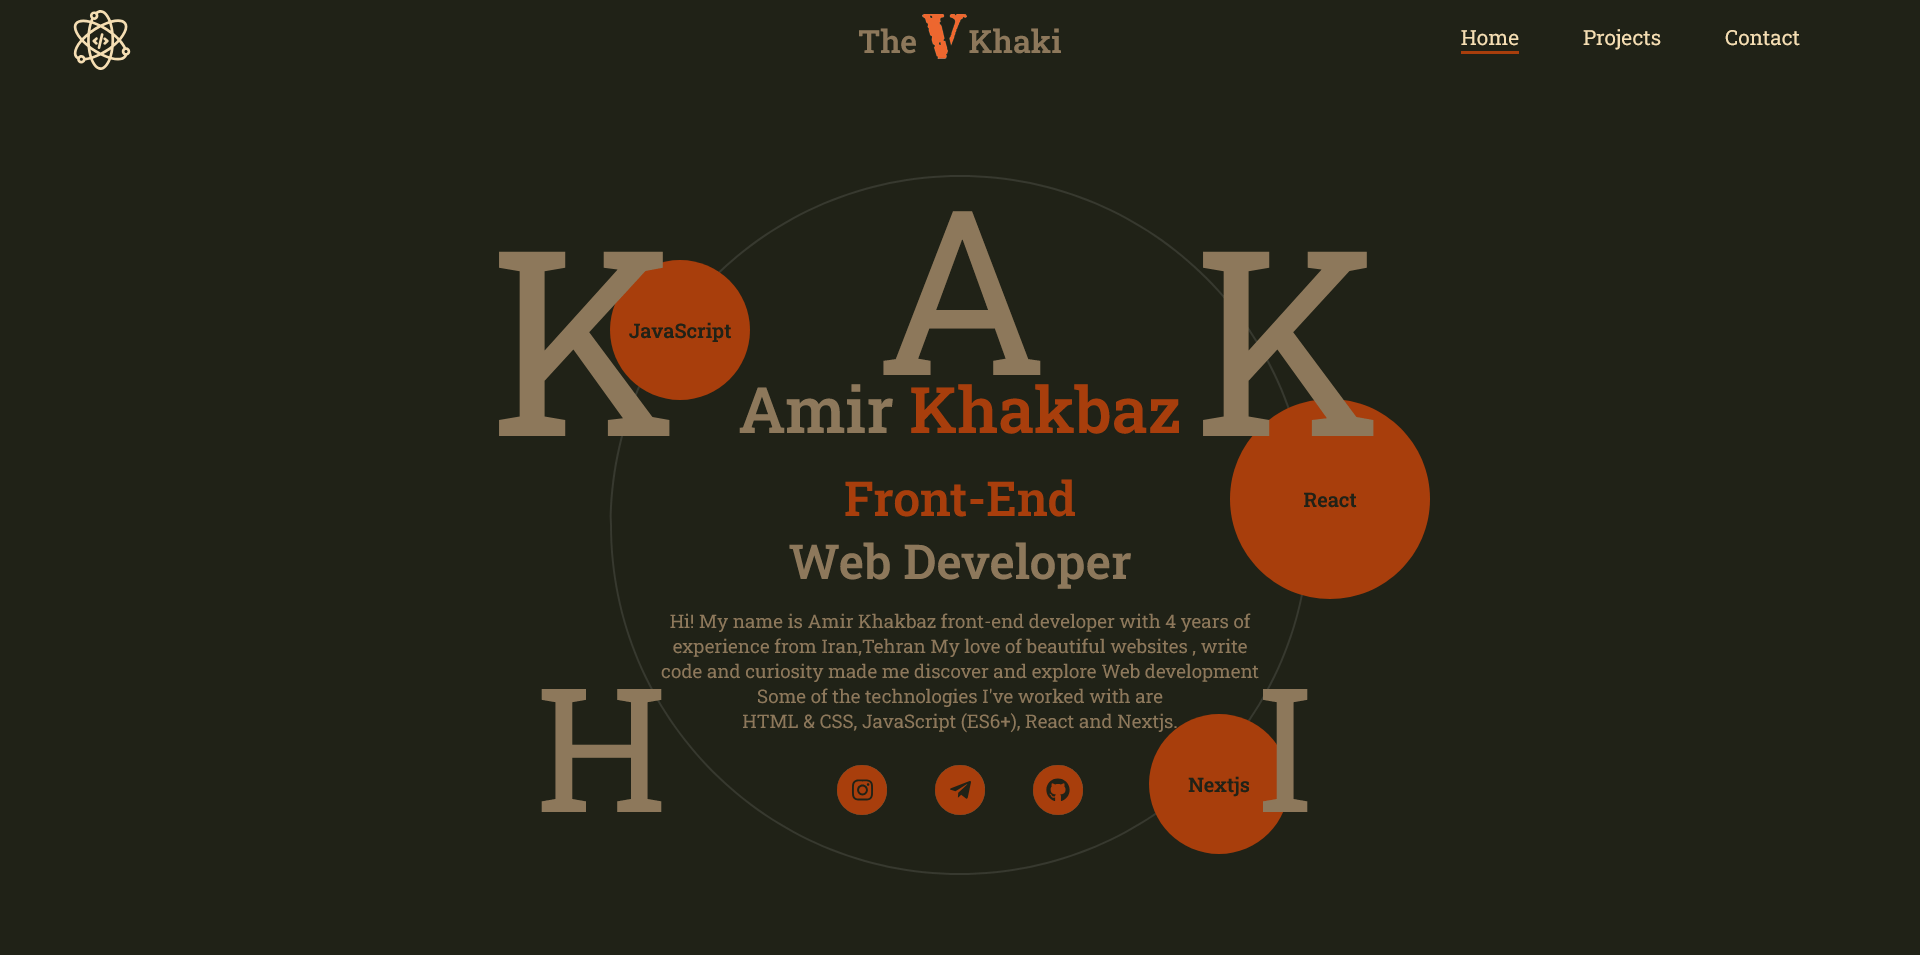 The V Khaki
Home
Projects
Contact
K
A
K
JavaScript
Amir Khakbaz
React
Front-End
Web Developer
Hi! My name is Amir Khakbaz front-end developer with 4 years of
experience from Iran,Tehran My love of beautiful websites , write
code and curiosity made me discover and explore Web development
Some of the technologies I've worked with are
HTML & CSS, JavaScript (ES6+), React and Nextjs.
H
I
Nextjs